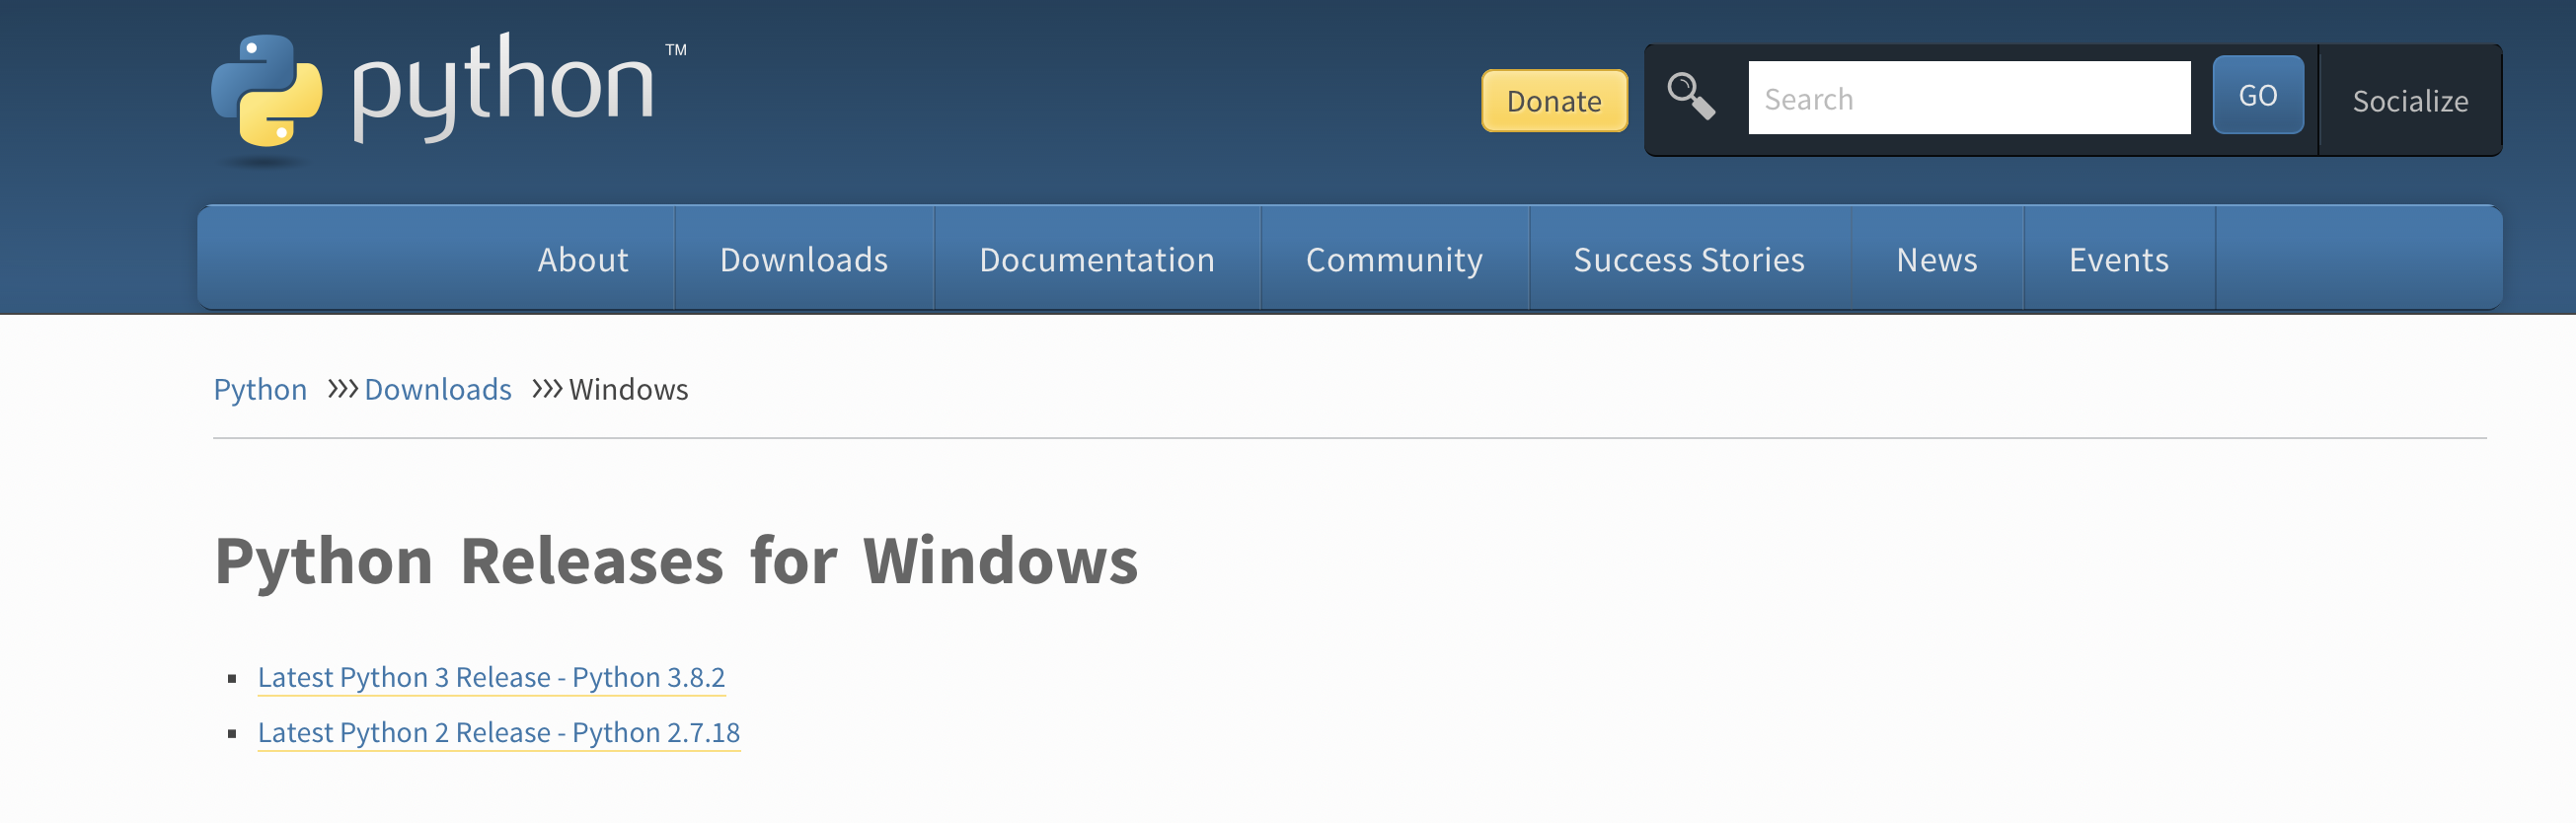 python™
Donate
Search
GO
Socialize
About Downloads Documentation Community Success Stories News Events
Python >>> Downloads >>> Windows
Python Releases for Windows
Latest Python 3 Release - Python 3.8.2
Latest Python 2 Release - Python 2.7.18